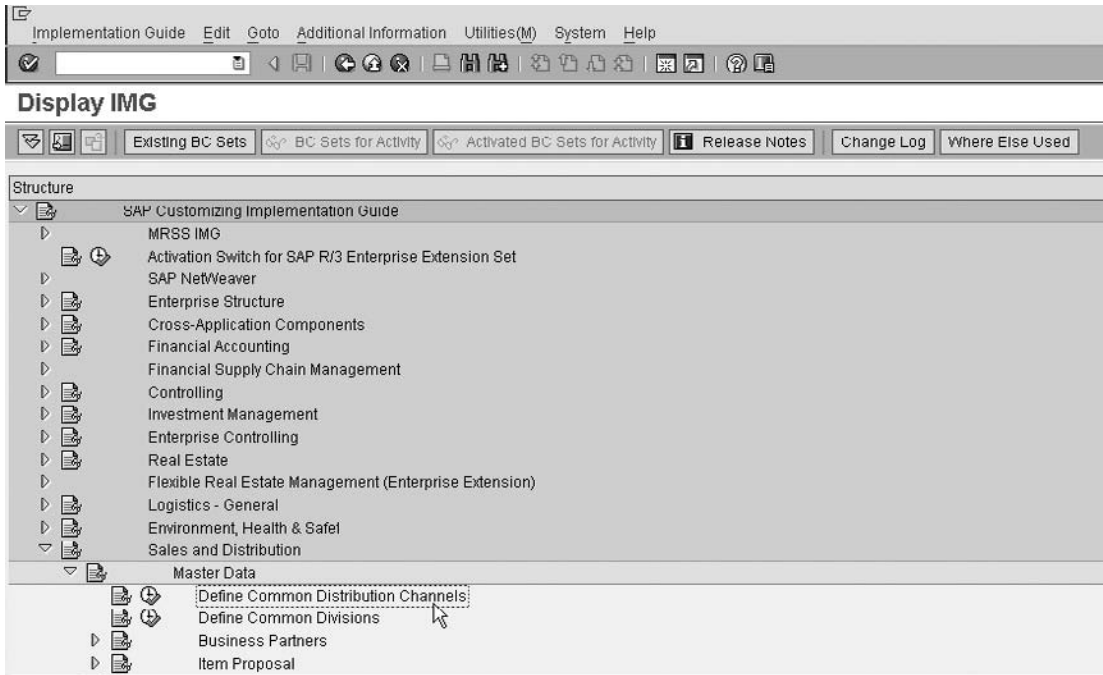 Implementation Guide Edit Goto Additional Information Utilities(M) System Help
Display IMG
Existing BC Sets BC Sets for Activity Activated BC Sets for Activity Release Notes Change Log Where Else Used
Structure
SAP Customizing Implementation Guide
MRSS IMG
Activation Switch for SAP R/3 Enterprise Extension Set
SAP NetWeaver
Enterprise Structure
Cross-Application Components
Financial Accounting
Financial Supply Chain Management
Controlling
Investment Management
Enterprise Controlling
Real Estate
Flexible Real Estate Management (Enterprise Extension)
Logistics - General
Environment, Health & Safet
Sales and Distribution
Master Data
Define Common Distribution Channels
Define Common Divisions
Business Partners
Item Proposal